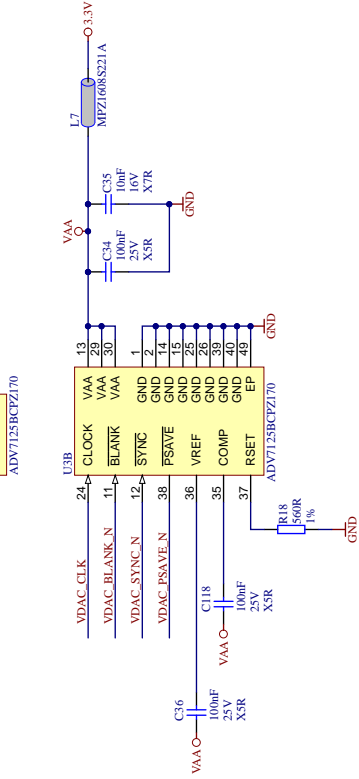 ADV7125BCPZ170
3.3V
L7
MPZ1608S221A
VAA
C35
10nF
16V
X7R
C34
100nF
25V
X5R
GND
13
29
30
1
2
14
15
25
26
39
40
49
GND
VAA
VAA
VAA
GND
GND
GND
GND
GND
GND
GND
GND
EP
U3B
CLOCK
BLANK
SYNC
PSAVE
VREF
COMP
RSET
ADV7125BCPZ170
24
11
12
38
36
35
37
VDAC_CLK
VDAC_BLANK_N
VDAC_SYNC_N
VDAC_PSAVE_N
R18
560R
1%
GND
C118
100nF
25V
X5R
VAA
C36
100nF
25V
X5R
VAA